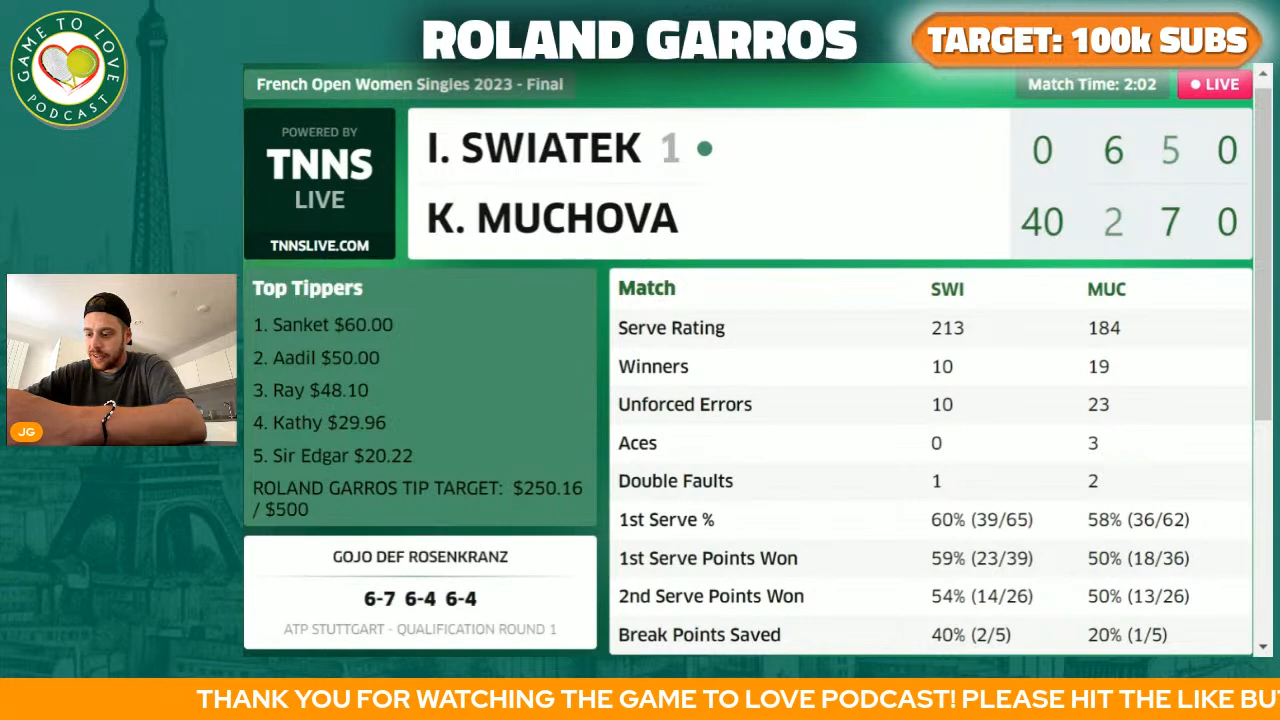 GAME TO LOVE PODCAST
ROLAND GARROS
TARGET: 100k SUBS
French Open Women Singles 2023 - Final
Match Time: 2:02
LIVE
POWERED BY
TNNS
LIVE
TNNSLIVE.COM
I. SWIATEK 1 0 6 5 0
K. MUCHOVA 40 2 7 0
Top Tippers
1. Sanket $60.00
2. Aadil $50.00
3. Ray $48.10
4. Kathy $29.96
5. Sir Edgar $20.22
ROLAND GARROS TIP TARGET: $250.16
/ $500
GOJO DEF ROSENKRANZ
6-7 6-4 6-4
ATP STUTTGART - QUALIFICATION ROUND 1
Match SWI MUC
Serve Rating 213 184
Winners 10 19
Unforced Errors 10 23
Aces 0 3
Double Faults 1 2
1st Serve % 60% (39/65) 58% (36/62)
1st Serve Points Won 59% (23/39) 50% (18/36)
2nd Serve Points Won 54% (14/26) 50% (13/26)
Break Points Saved 40% (2/5) 20% (1/5)
JG
THANK YOU FOR WATCHING THE GAME TO LOVE PODCAST! PLEASE HIT THE LIKE BU